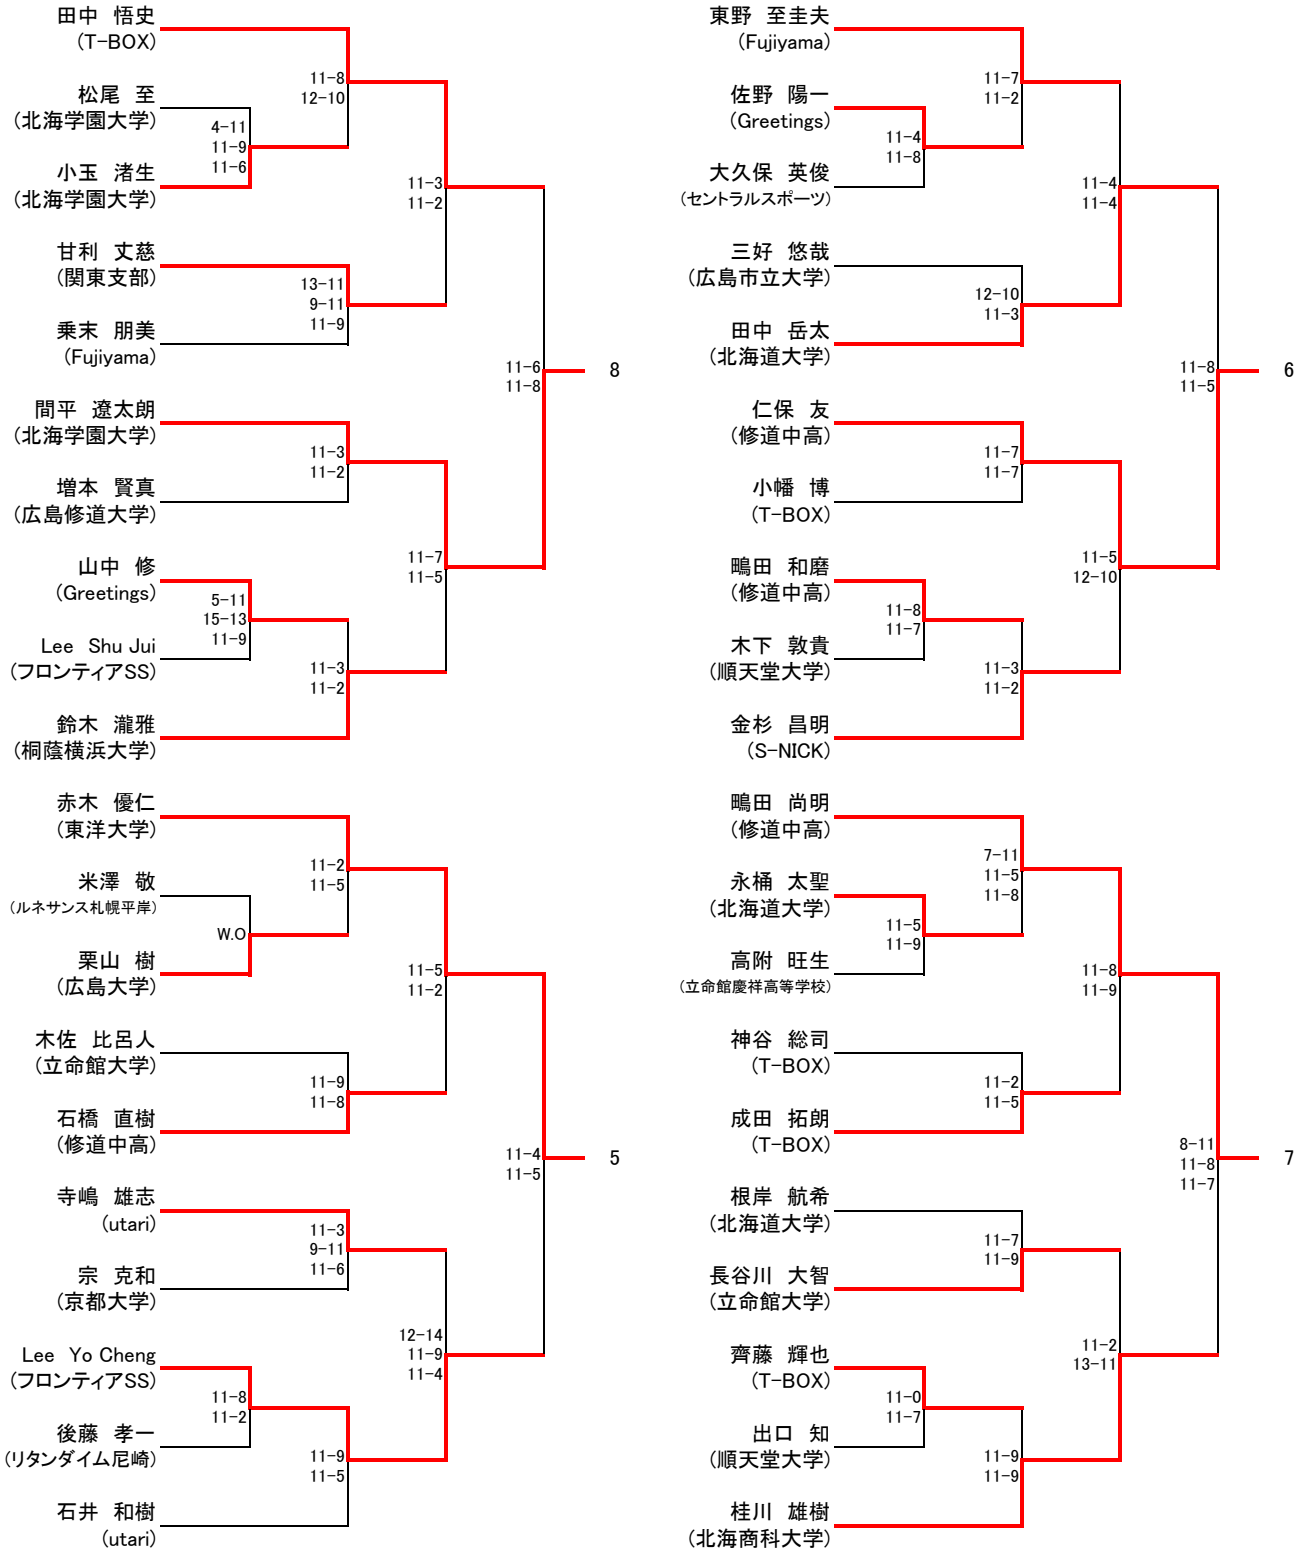 田中 悟史
(T-BOX)
11-8
12-10
松尾 至
(北海学園大学)
4-11
11-9
11-6
小玉 渚生
(北海学園大学)
11-3
11-2
甘利 丈慈
(関東支部)
13-11
9-11
11-9
乗末 朋美
(Fujiyama)
11-6
11-8
8
間平 遼太朗
(北海学園大学)
11-3
11-2
増本 賢真
(広島修道大学)
11-7
11-5
山中 修
(Greetings)
5-11
15-13
11-9
Lee Shu Jui
(フロンティアSS)
11-3
11-2
鈴木 瀧雅
(桐蔭横浜大学)
赤木 優仁
(東洋大学)
11-2
11-5
米澤 敬
(ルネサンス札幌平岸)
W.O
栗山 樹
(広島大学)
11-5
11-2
木佐 比呂人
(立命館大学)
11-9
11-8
石橋 直樹
(修道中高)
11-4
11-5
5
寺嶋 雄志
(utari)
11-3
9-11
11-6
宗 克和
(京都大学)
12-14
11-9
11-4
Lee Yo Cheng
(フロンティアSS)
11-8
11-2
後藤 孝一
(リタンダイム尼崎)
11-9
11-5
石井 和樹
(utari)
東野 至圭夫
(Fujiyama)
11-7
11-2
佐野 陽一
(Greetings)
11-4
11-8
大久保 英俊
(セントラルスポーツ)
11-4
11-4
三好 悠哉
(広島市立大学)
12-10
11-3
田中 岳太
(北海道大学)
11-8
11-5
6
仁保 友
(修道中高)
11-7
11-7
小幡 博
(T-BOX)
11-5
12-10
鴫田 和磨
(修道中高)
11-8
11-7
木下 敦貴
(順天堂大学)
11-3
11-2
金杉 昌明
(S-NICK)
鴫田 尚明
(修道中高)
7-11
11-5
11-8
永桶 太聖
(北海道大学)
11-5
11-9
高附 旺生
(立命館慶祥高等学校)
11-8
11-9
神谷 総司
(T-BOX)
11-2
11-5
成田 拓朗
(T-BOX)
8-11
11-8
11-7
7
根岸 航希
(北海道大学)
11-7
11-9
長谷川 大智
(立命館大学)
11-2
13-11
齊藤 輝也
(T-BOX)
11-0
11-7
出口 知
(順天堂大学)
11-9
11-9
桂川 雄樹
(北海商科大学)